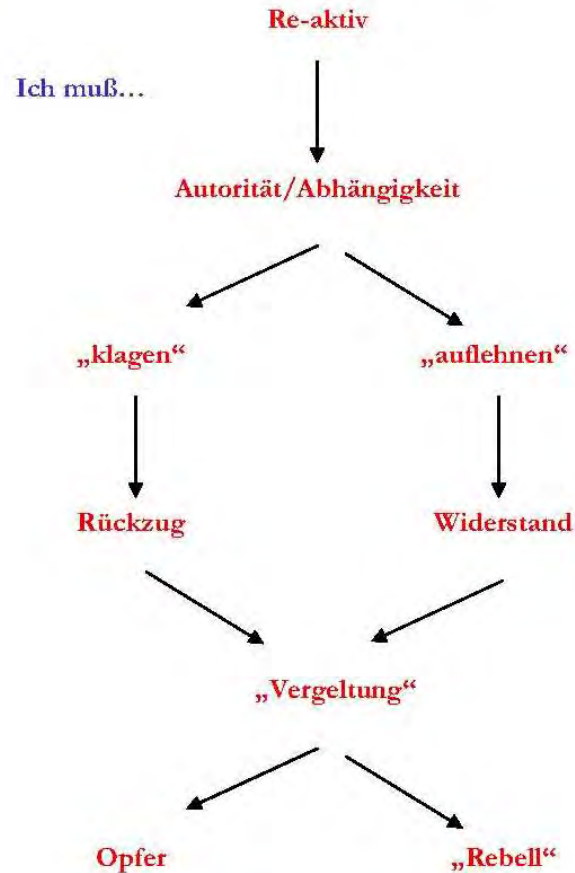 Re-aktiv
Ich muß...
Autorität/Abhängigkeit
„klagen“
„auflehnen“
Rückzug
Widerstand
„Vergeltung“
Opfer
„Rebell“